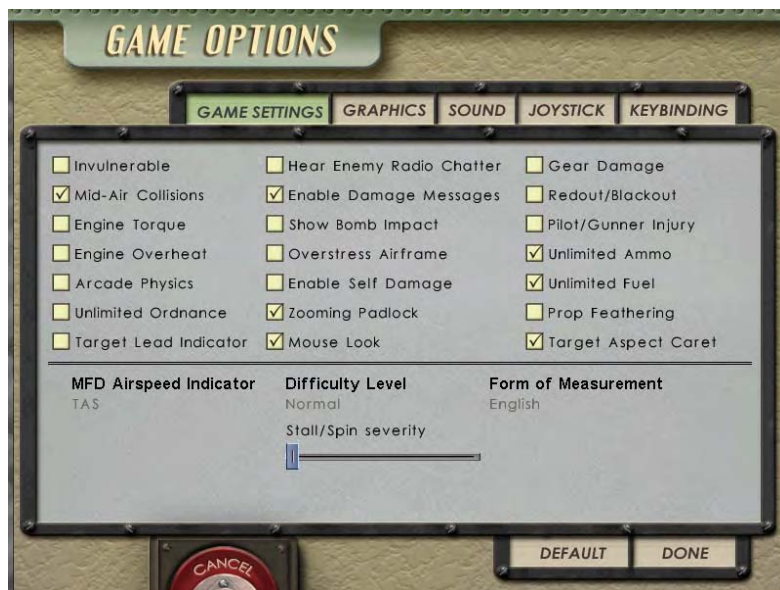 GAME OPTIONS
GAME SETTINGS GRAPHICS SOUND JOYSTICK KEYBINDING
Invulnerable Hear Enemy Radio Chatter Gear Damage
Mid-Air Collisions Enable Damage Messages Redout/Blackout
Engine Torque Show Bomb Impact Pilot/Gunner Injury
Engine Overheat Overstress Airframe Unlimited Ammo
Arcade Physics Enable Self Damage Unlimited Fuel
Unlimited Ordnance Zooming Padlock Prop Feathering
Target Lead Indicator Mouse Look Target Aspect Caret
MFD Airspeed Indicator Difficulty Level Form of Measurement
TAS Normal English
Stall/Spin severity
CANCEL DEFAULT DONE